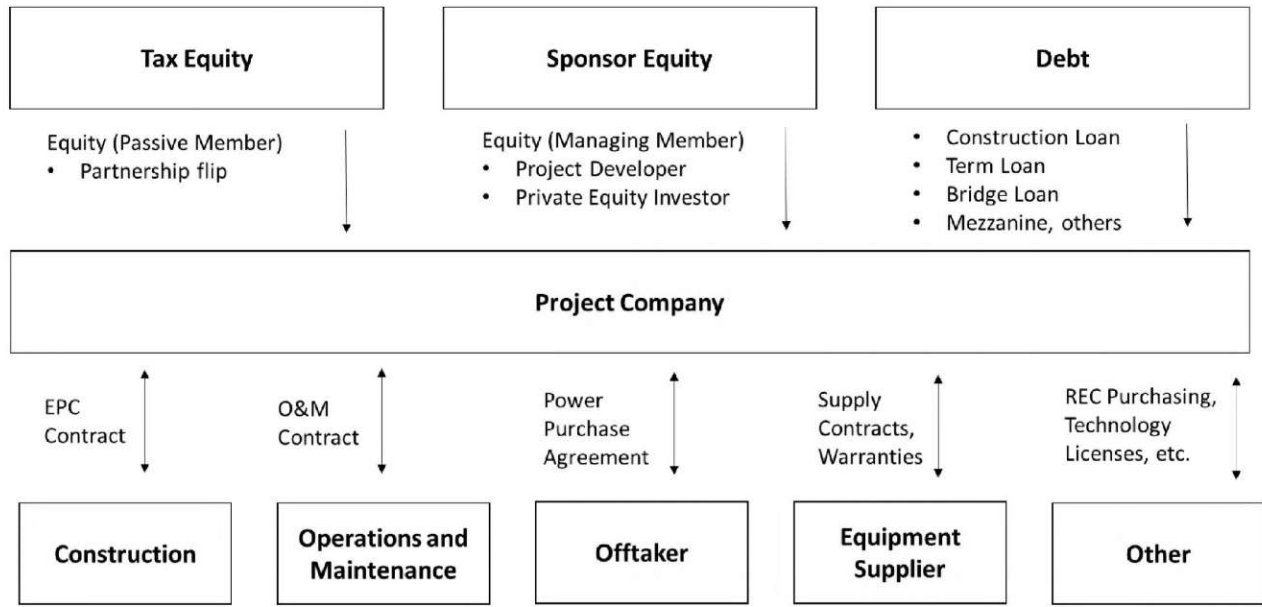 Tax Equity
Sponsor Equity
Debt
Equity (Passive Member)
• Partnership flip
Equity (Managing Member)
• Project Developer
• Private Equity Investor
• Construction Loan
• Term Loan
• Bridge Loan
• Mezzanine, others
Project Company
EPC
Contract
O&M
Contract
Power
Purchase
Agreement
Supply
Contracts,
Warranties
REC Purchasing,
Technology
Licenses, etc.
Construction
Operations and
Maintenance
Offtaker
Equipment
Supplier
Other